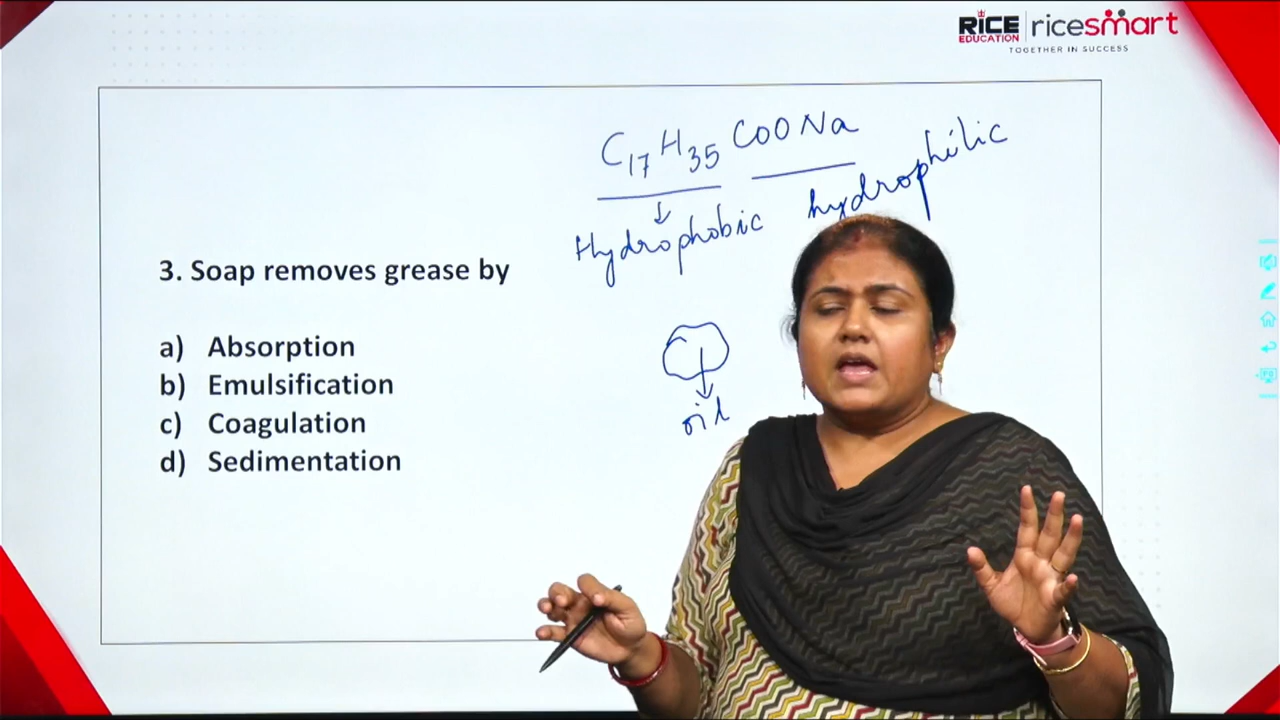 RICE EDUCATION ricesmart
TOGETHER IN SUCCESS
C17H35COONa
Hydrophobic hydrophilic
3. Soap removes grease by
a) Absorption
b) Emulsification
c) Coagulation
d) Sedimentation
oil